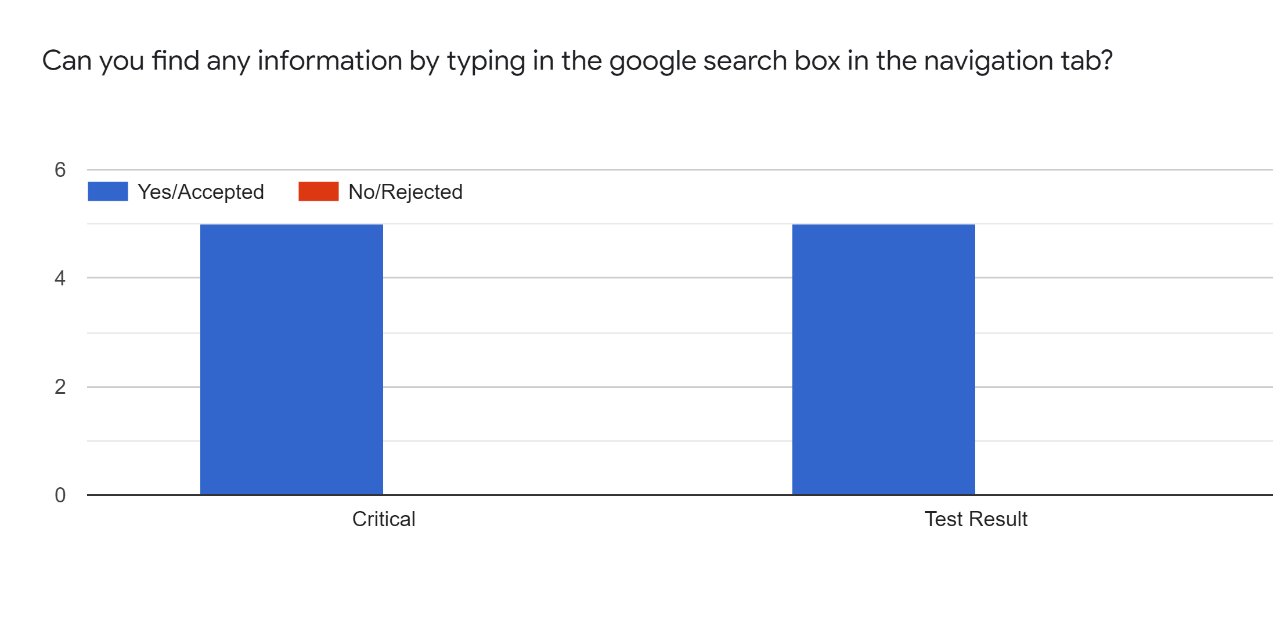 Can you find any information by typing in the google search box in the navigation tab?
6
Yes/Accepted No/Rejected
4
2
0
Critical Test Result